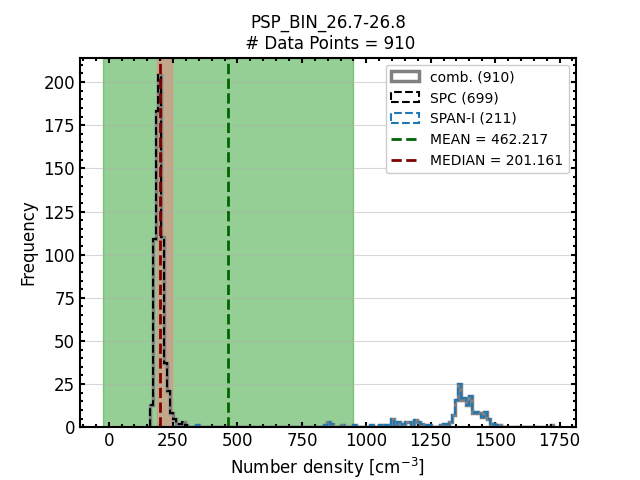 PSP_BIN_26.7-26.8
# Data Points = 910
comb. (910)
SPC (699)
SPAN-I (211)
MEAN = 462.217
MEDIAN = 201.161
200
175
150
125
100
75
50
25
0
Frequency
0 250 500 750 1000 1250 1500 1750
Number density [cm⁻³]